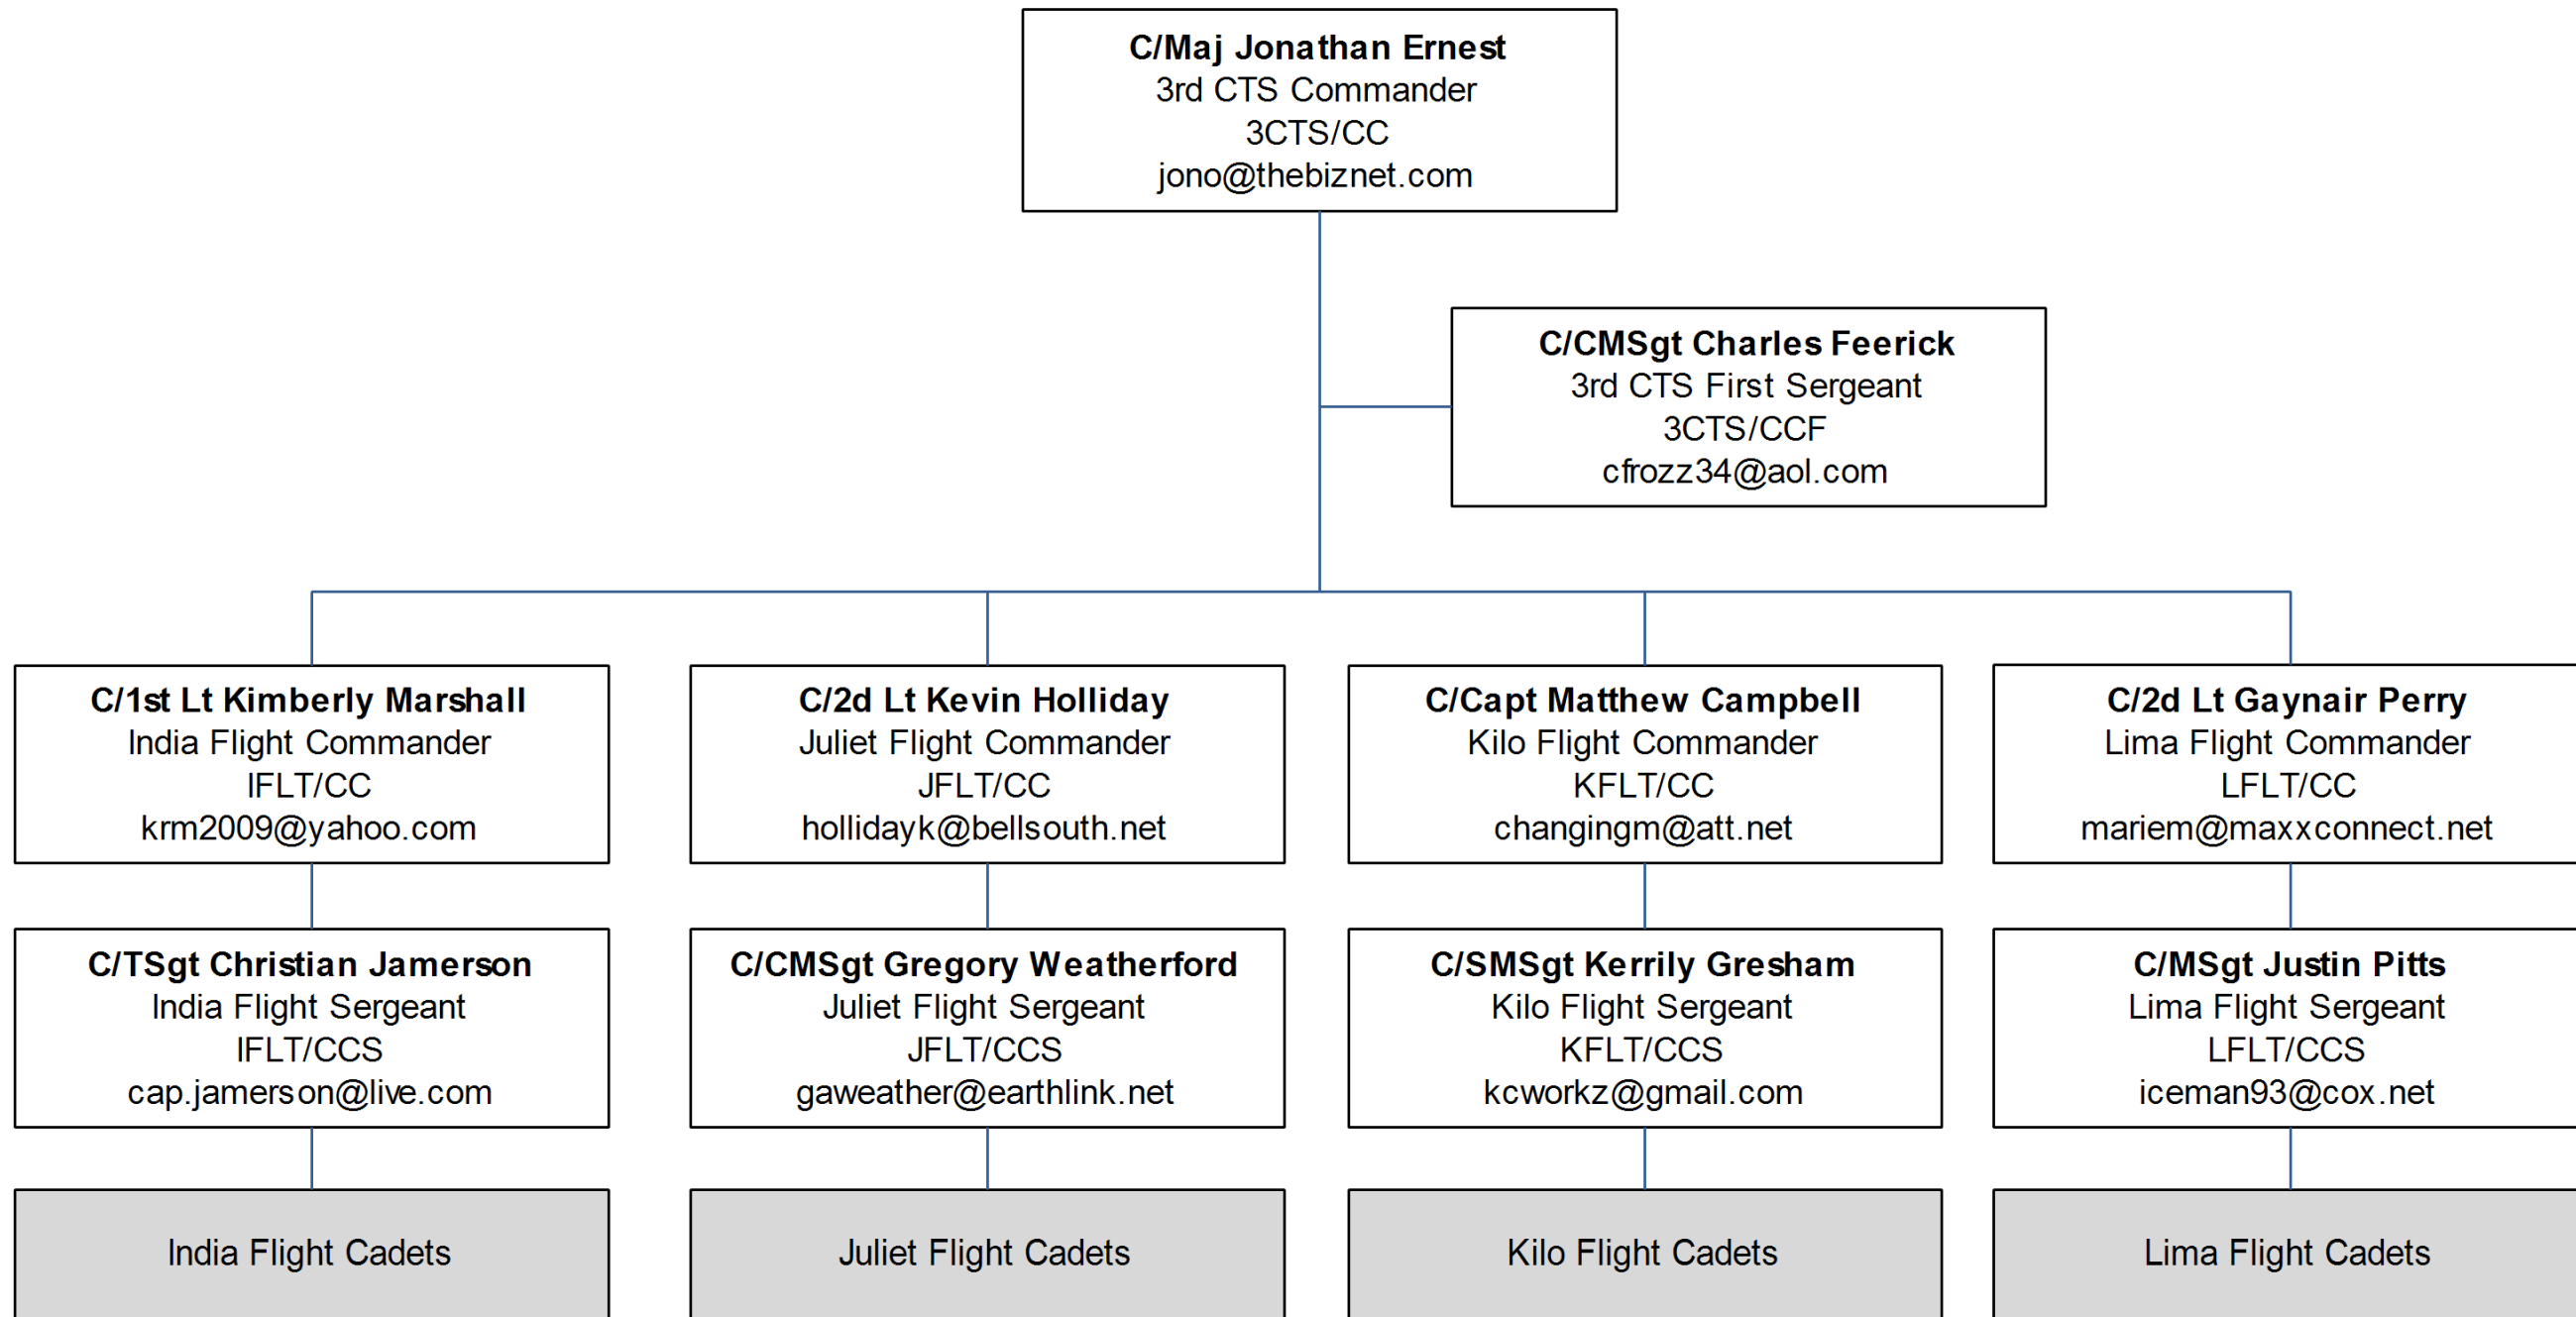 C/Maj Jonathan Ernest
3rd CTS Commander
3CTS/CC
jono@thebiznet.com
C/CMSgt Charles Feerick
3rd CTS First Sergeant
3CTS/CCF
cfrozz34@aol.com
C/1st Lt Kimberly Marshall
India Flight Commander
IFLT/CC
krm2009@yahoo.com
C/2d Lt Kevin Holliday
Juliet Flight Commander
JFLT/CC
hollidayk@bellsouth.net
C/Capt Matthew Campbell
Kilo Flight Commander
KFLT/CC
changingm@att.net
C/2d Lt Gaynair Perry
Lima Flight Commander
LFLT/CC
mariem@maxxconnect.net
C/TSgt Christian Jamerson
India Flight Sergeant
IFLT/CCS
cap.jamerson@live.com
C/CMSgt Gregory Weatherford
Juliet Flight Sergeant
JFLT/CCS
gaweather@earthlink.net
C/SMSgt Kerrily Gresham
Kilo Flight Sergeant
KFLT/CCS
kcworkz@gmail.com
C/MSgt Justin Pitts
Lima Flight Sergeant
LFLT/CCS
iceman93@cox.net
India Flight Cadets
Juliet Flight Cadets
Kilo Flight Cadets
Lima Flight Cadets